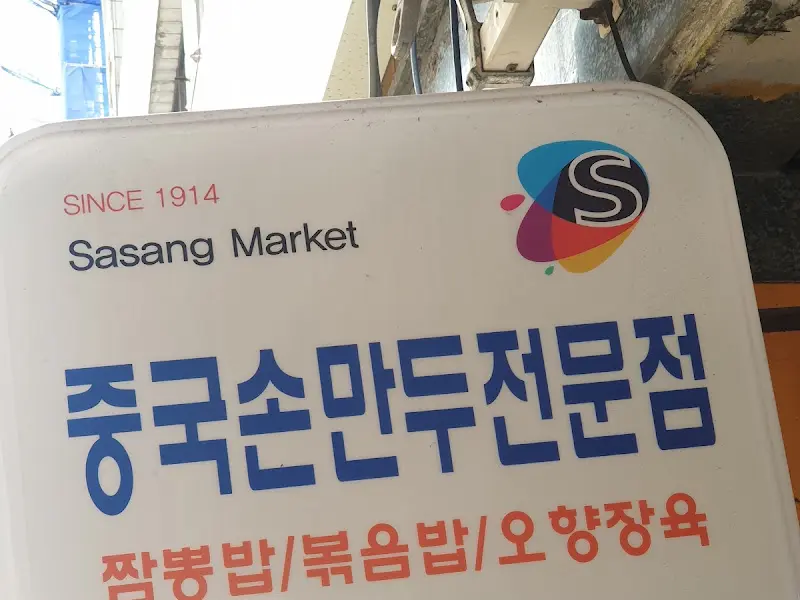 SINCE 1914
Sasang Market
S
중국손만두전문점
짬뽕밥/볶음밥/오향장육